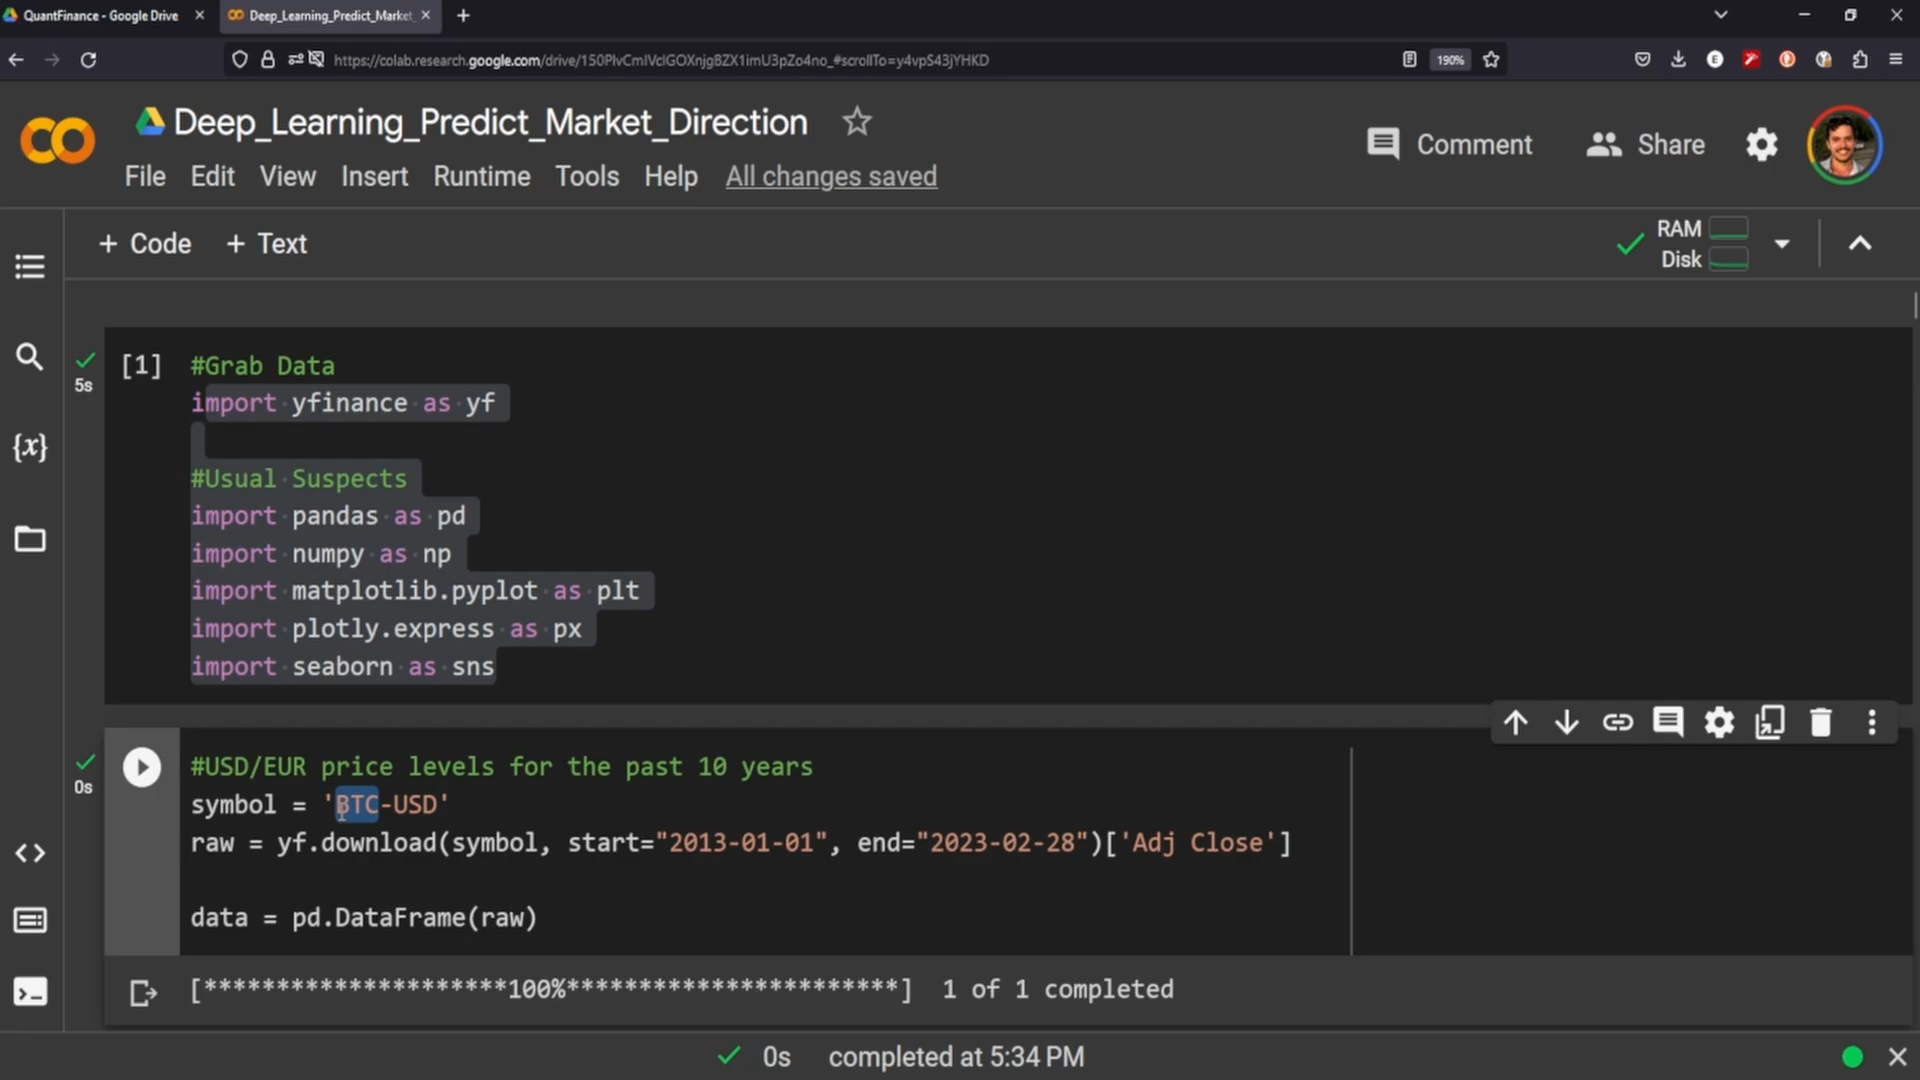 QuantFinance - Google Drive
Deep_Learning_Predict_Market_
https://colab.research.google.com/drive/150PlvCmIVclGOXnjgBZX1imU3pZo4no_#scrollTo=y4vpS43jYHKD
190%
Deep_Learning_Predict_Market_Direction
Comment
Share
File Edit View Insert Runtime Tools Help All changes saved
+ Code + Text
RAM
Disk
[1]
5s
#Grab Data
import yfinance as yf
#Usual Suspects
import pandas as pd
import numpy as np
import matplotlib.pyplot as plt
import plotly.express as px
import seaborn as sns
{x}
0s
#USD/EUR price levels for the past 10 years
symbol = 'BTC-USD'
raw = yf.download(symbol, start="2013-01-01", end="2023-02-28")['Adj Close']
data = pd.DataFrame(raw)
[*********************100%***********************] 1 of 1 completed
0s completed at 5:34 PM